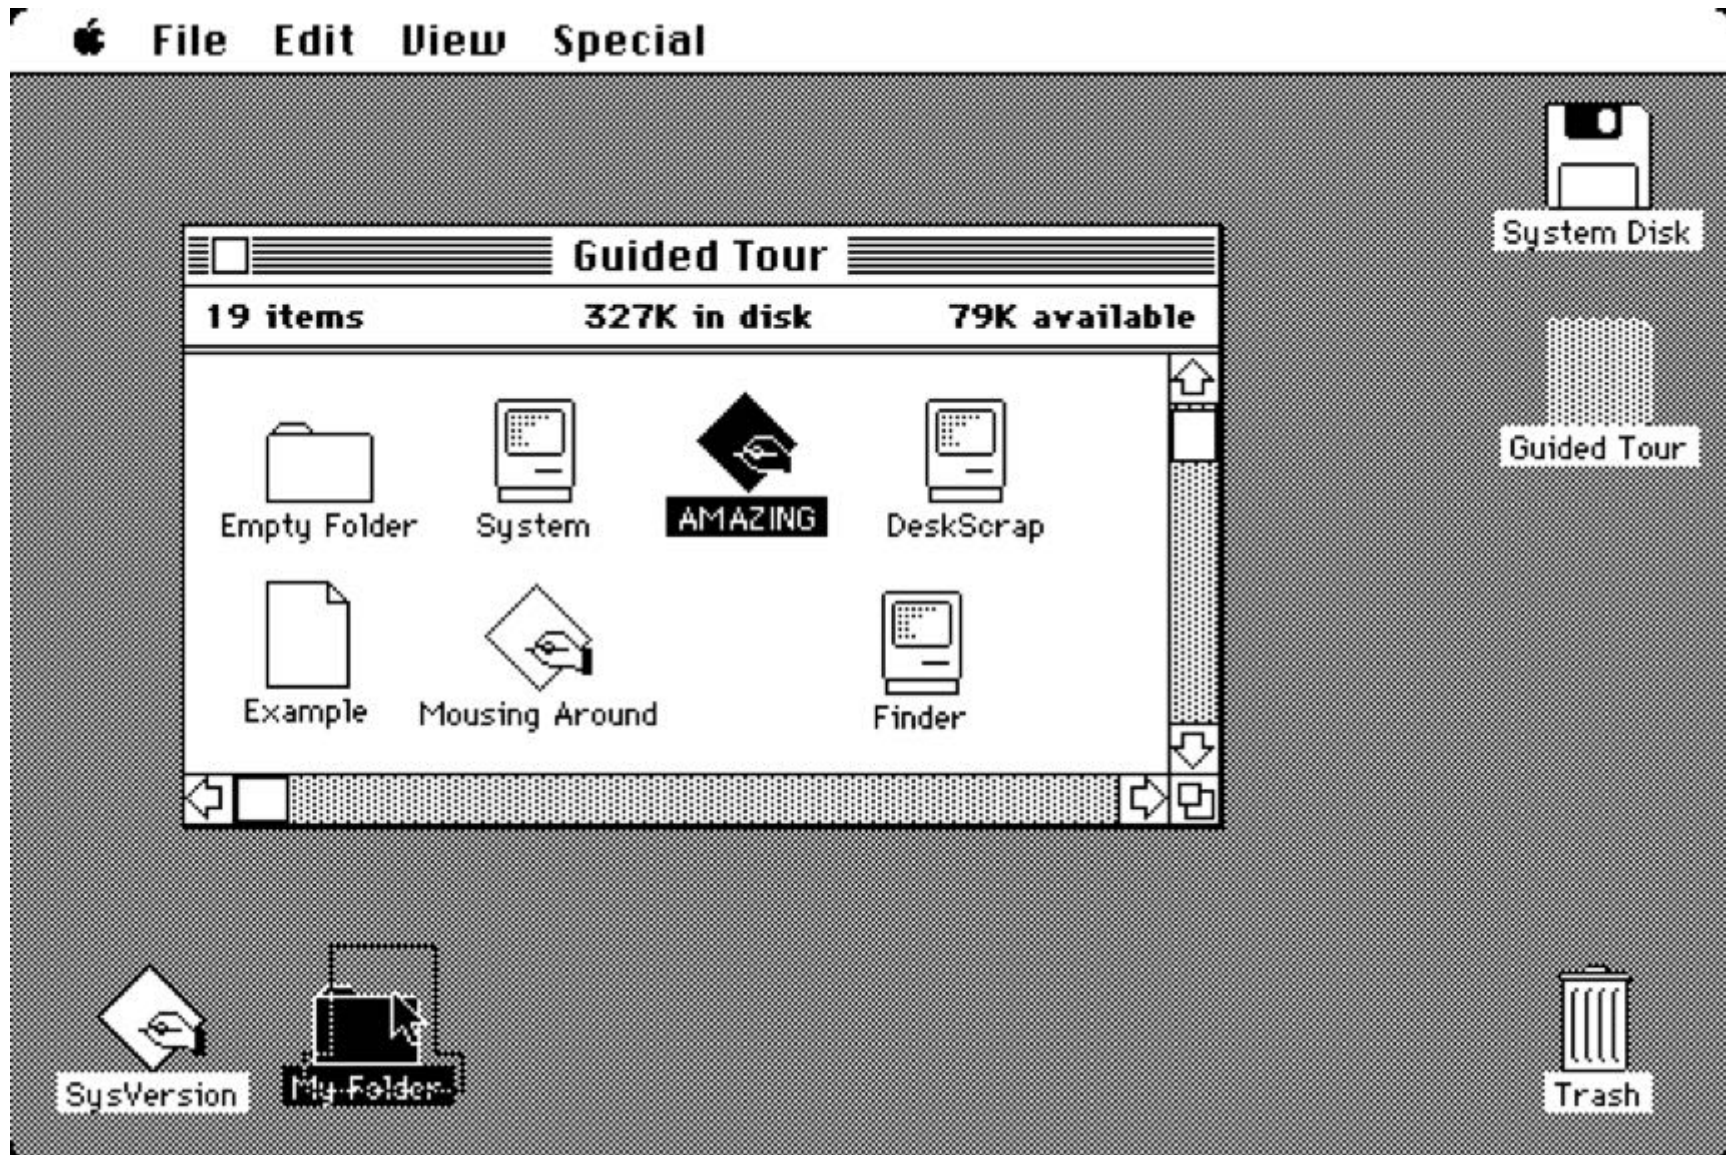 File Edit View Special
System Disk
Guided Tour
19 items 327K in disk 79K available
Guided Tour
Empty Folder System AMAZING DeskScrap
Example Mousing Around Finder
SysVersion My Folder Trash